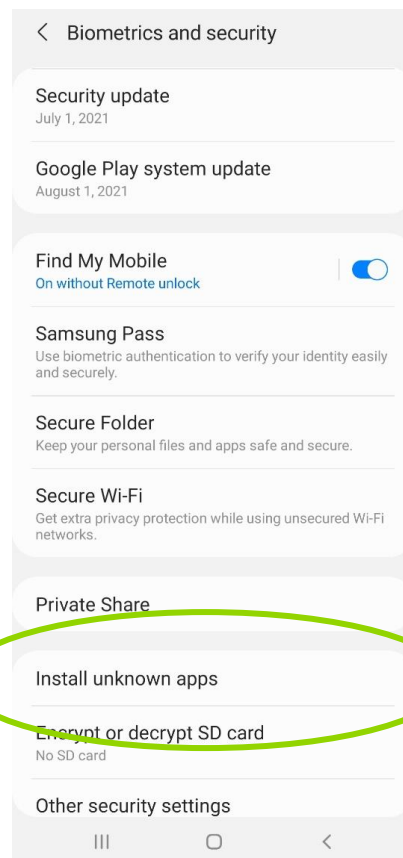 Biometrics and security
Security update
July 1, 2021
Google Play system update
August 1, 2021
Find My Mobile
On without Remote unlock
Samsung Pass
Use biometric authentication to verify your identity easily
and securely.
Secure Folder
Keep your personal files and apps safe and secure.
Secure Wi-Fi
Get extra privacy protection while using unsecured Wi-Fi
networks.
Private Share
Install unknown apps
Encrypt or decrypt SD card
No SD card
Other security settings